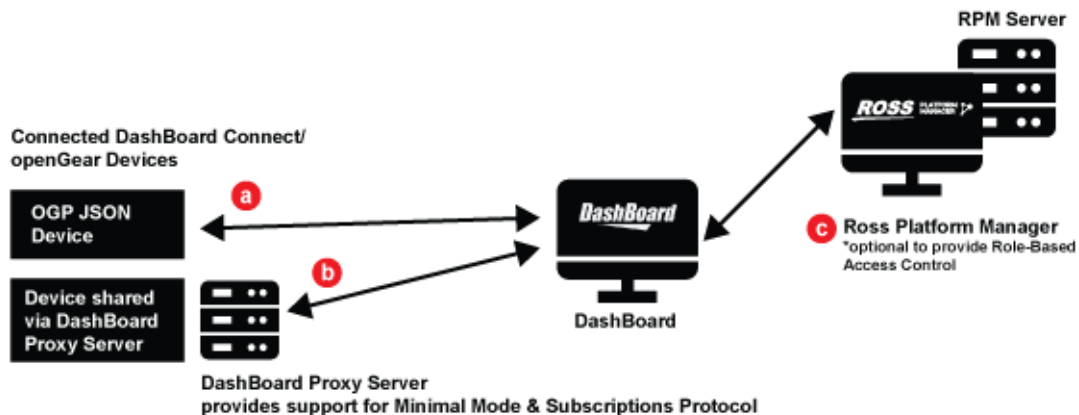 RPM Server
ROSS PLATFORM
MANAGER
Connected DashBoard Connect/
openGear Devices
a
OGP JSON
Device
DashBoard
c Ross Platform Manager
*optional to provide Role-Based
Access Control
b
Device shared
via DashBoard
Proxy Server
DashBoard
DashBoard Proxy Server
provides support for Minimal Mode & Subscriptions Protocol